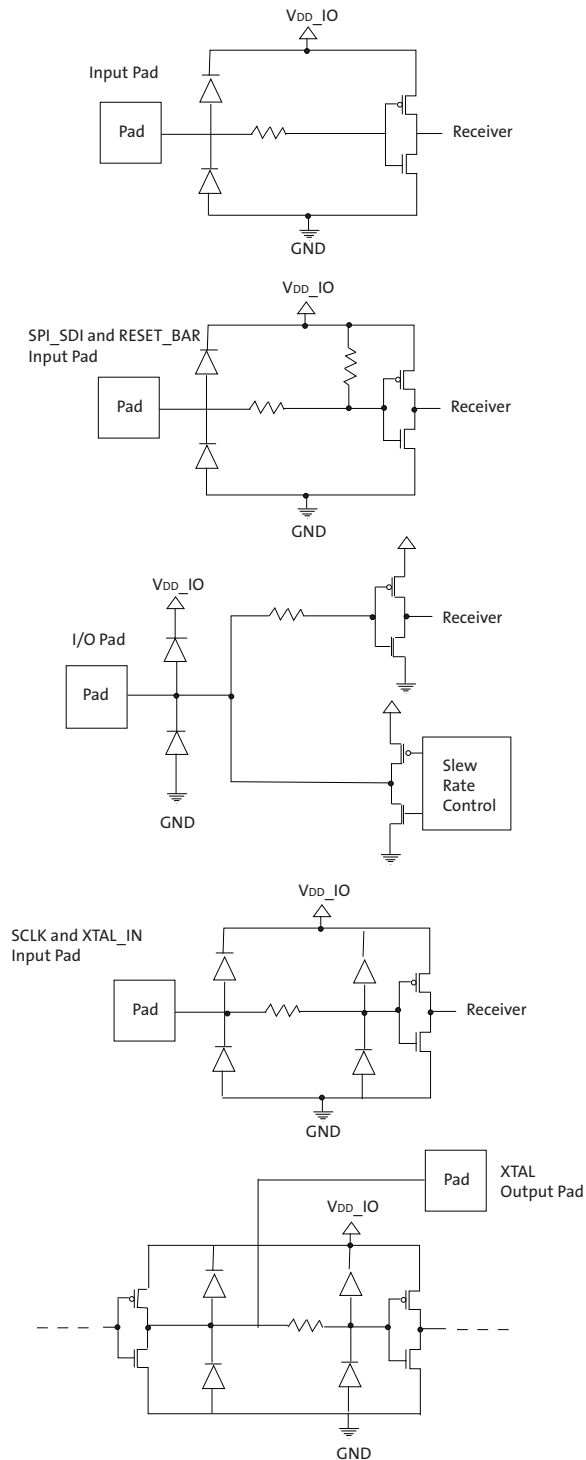 VDD_IO
Input Pad
Pad
Receiver
GND
VDD_IO
SPI_SDI and RESET_BAR
Input Pad
Pad
Receiver
GND
VDD_IO
I/O Pad
Receiver
Pad
Slew
Rate
Control
GND
VDD_IO
SCLK and XTAL_IN
Input Pad
Pad
Receiver
GND
Pad
XTAL
Output Pad
VDD_IO
GND